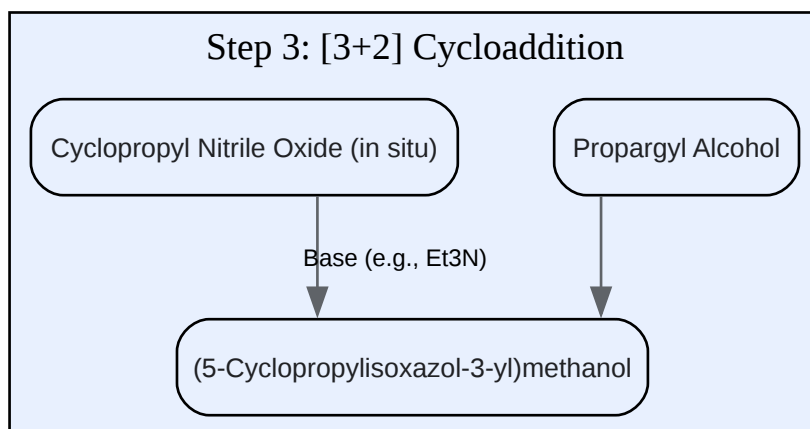 Step 3: [3+2] Cycloaddition
Cyclopropyl Nitrile Oxide (in situ)
Propargyl Alcohol
Base (e.g., Et3N)
(5-Cyclopropylisoxazol-3-yl)methanol